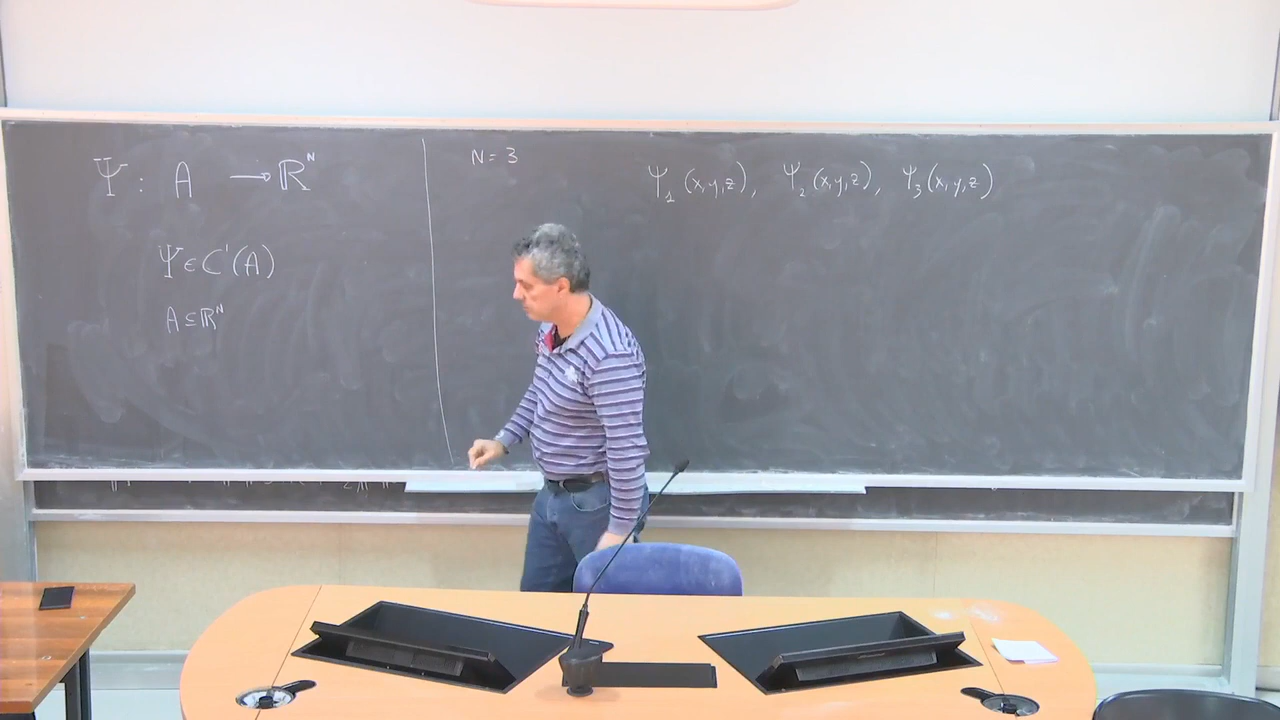 Ψ : A → ℝᴺ
Ψ ∈ C¹(A)
A ⊆ ℝᴺ
N = 3
Ψ₁(x,y,z), Ψ₂(x,y,z), Ψ₃(x,y,z)